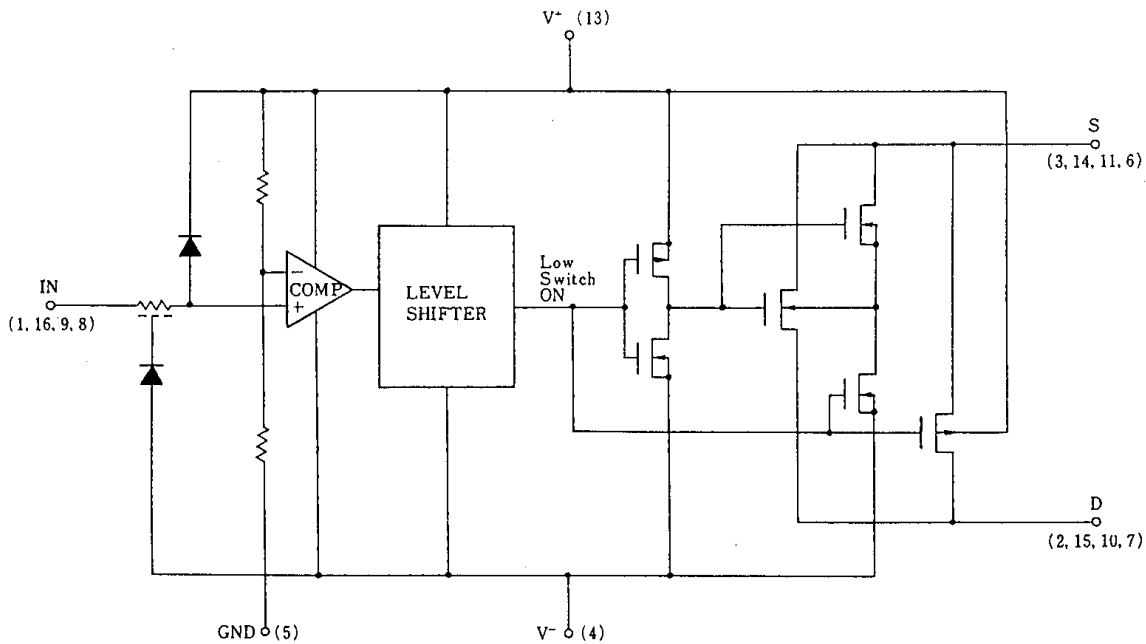 V⁺ (13)
S
(3, 14, 11, 6)
IN
(1, 16, 9, 8)
−
COMP
+
LEVEL
SHIFTER
Low
Switch
ON
D
(2, 15, 10, 7)
GND (5)
V⁻ (4)